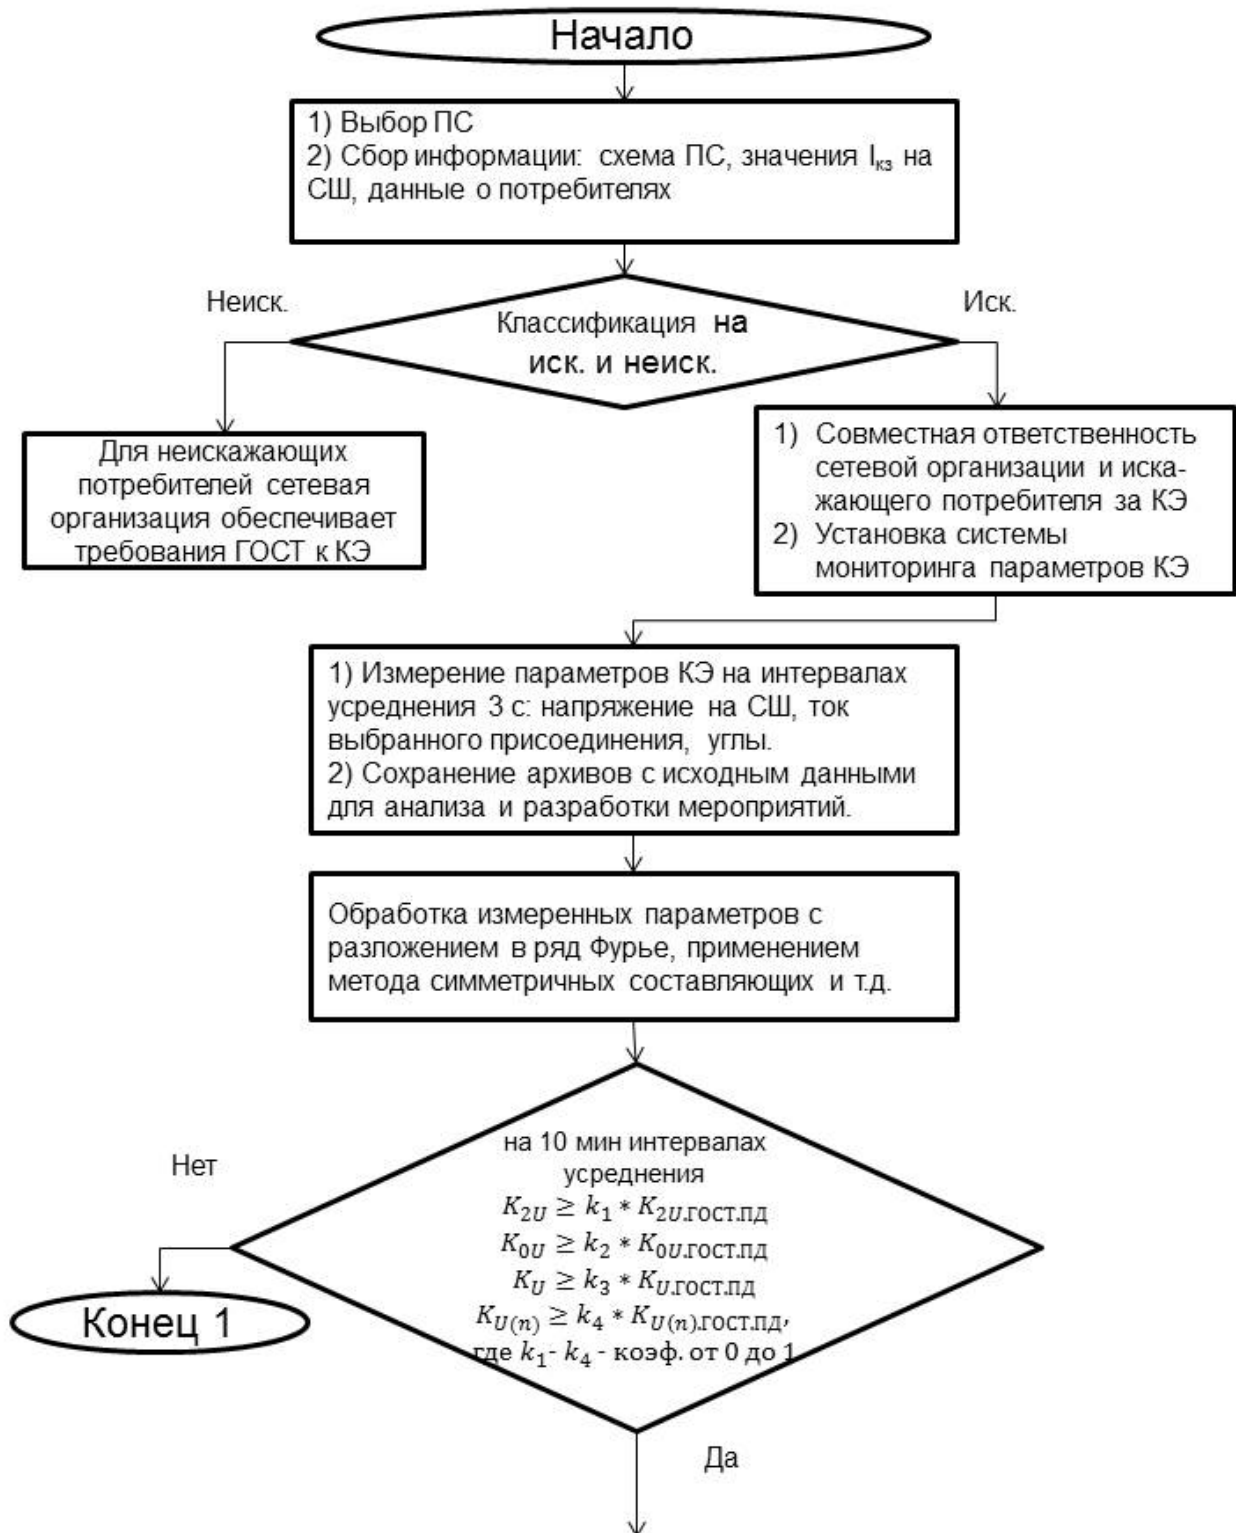 Начало
1) Выбор ПС
2) Сбор информации: схема ПС, значения Iкз на
СШ, данные о потребителях
Неиск.
Иск.
Классификация на
иск. и неиск.
Для неискажающих
потребителей сетевая
организация обеспечивает
требования ГОСТ к КЭ
1) Совместная ответственность
сетевой организации и иска-
жающего потребителя за КЭ
2) Установка системы
мониторинга параметров КЭ
1) Измерение параметров КЭ на интервалах
усреднения 3 с: напряжение на СШ, ток
выбранного присоединения, углы.
2) Сохранение архивов с исходным данными
для анализа и разработки мероприятий.
Обработка измеренных параметров с
разложением в ряд Фурье, применением
метода симметричных составляющих и т.д.
Нет
на 10 мин интервалах
усреднения
K2U ≥ k1 * K2U.ГОСТ.ПД
K0U ≥ k2 * K0U.ГОСТ.ПД
KU ≥ k3 * KU.ГОСТ.ПД
KU(n) ≥ k4 * KU(n).ГОСТ.ПД,
где k1- k4 - коэф. от 0 до 1
Конец 1
Да